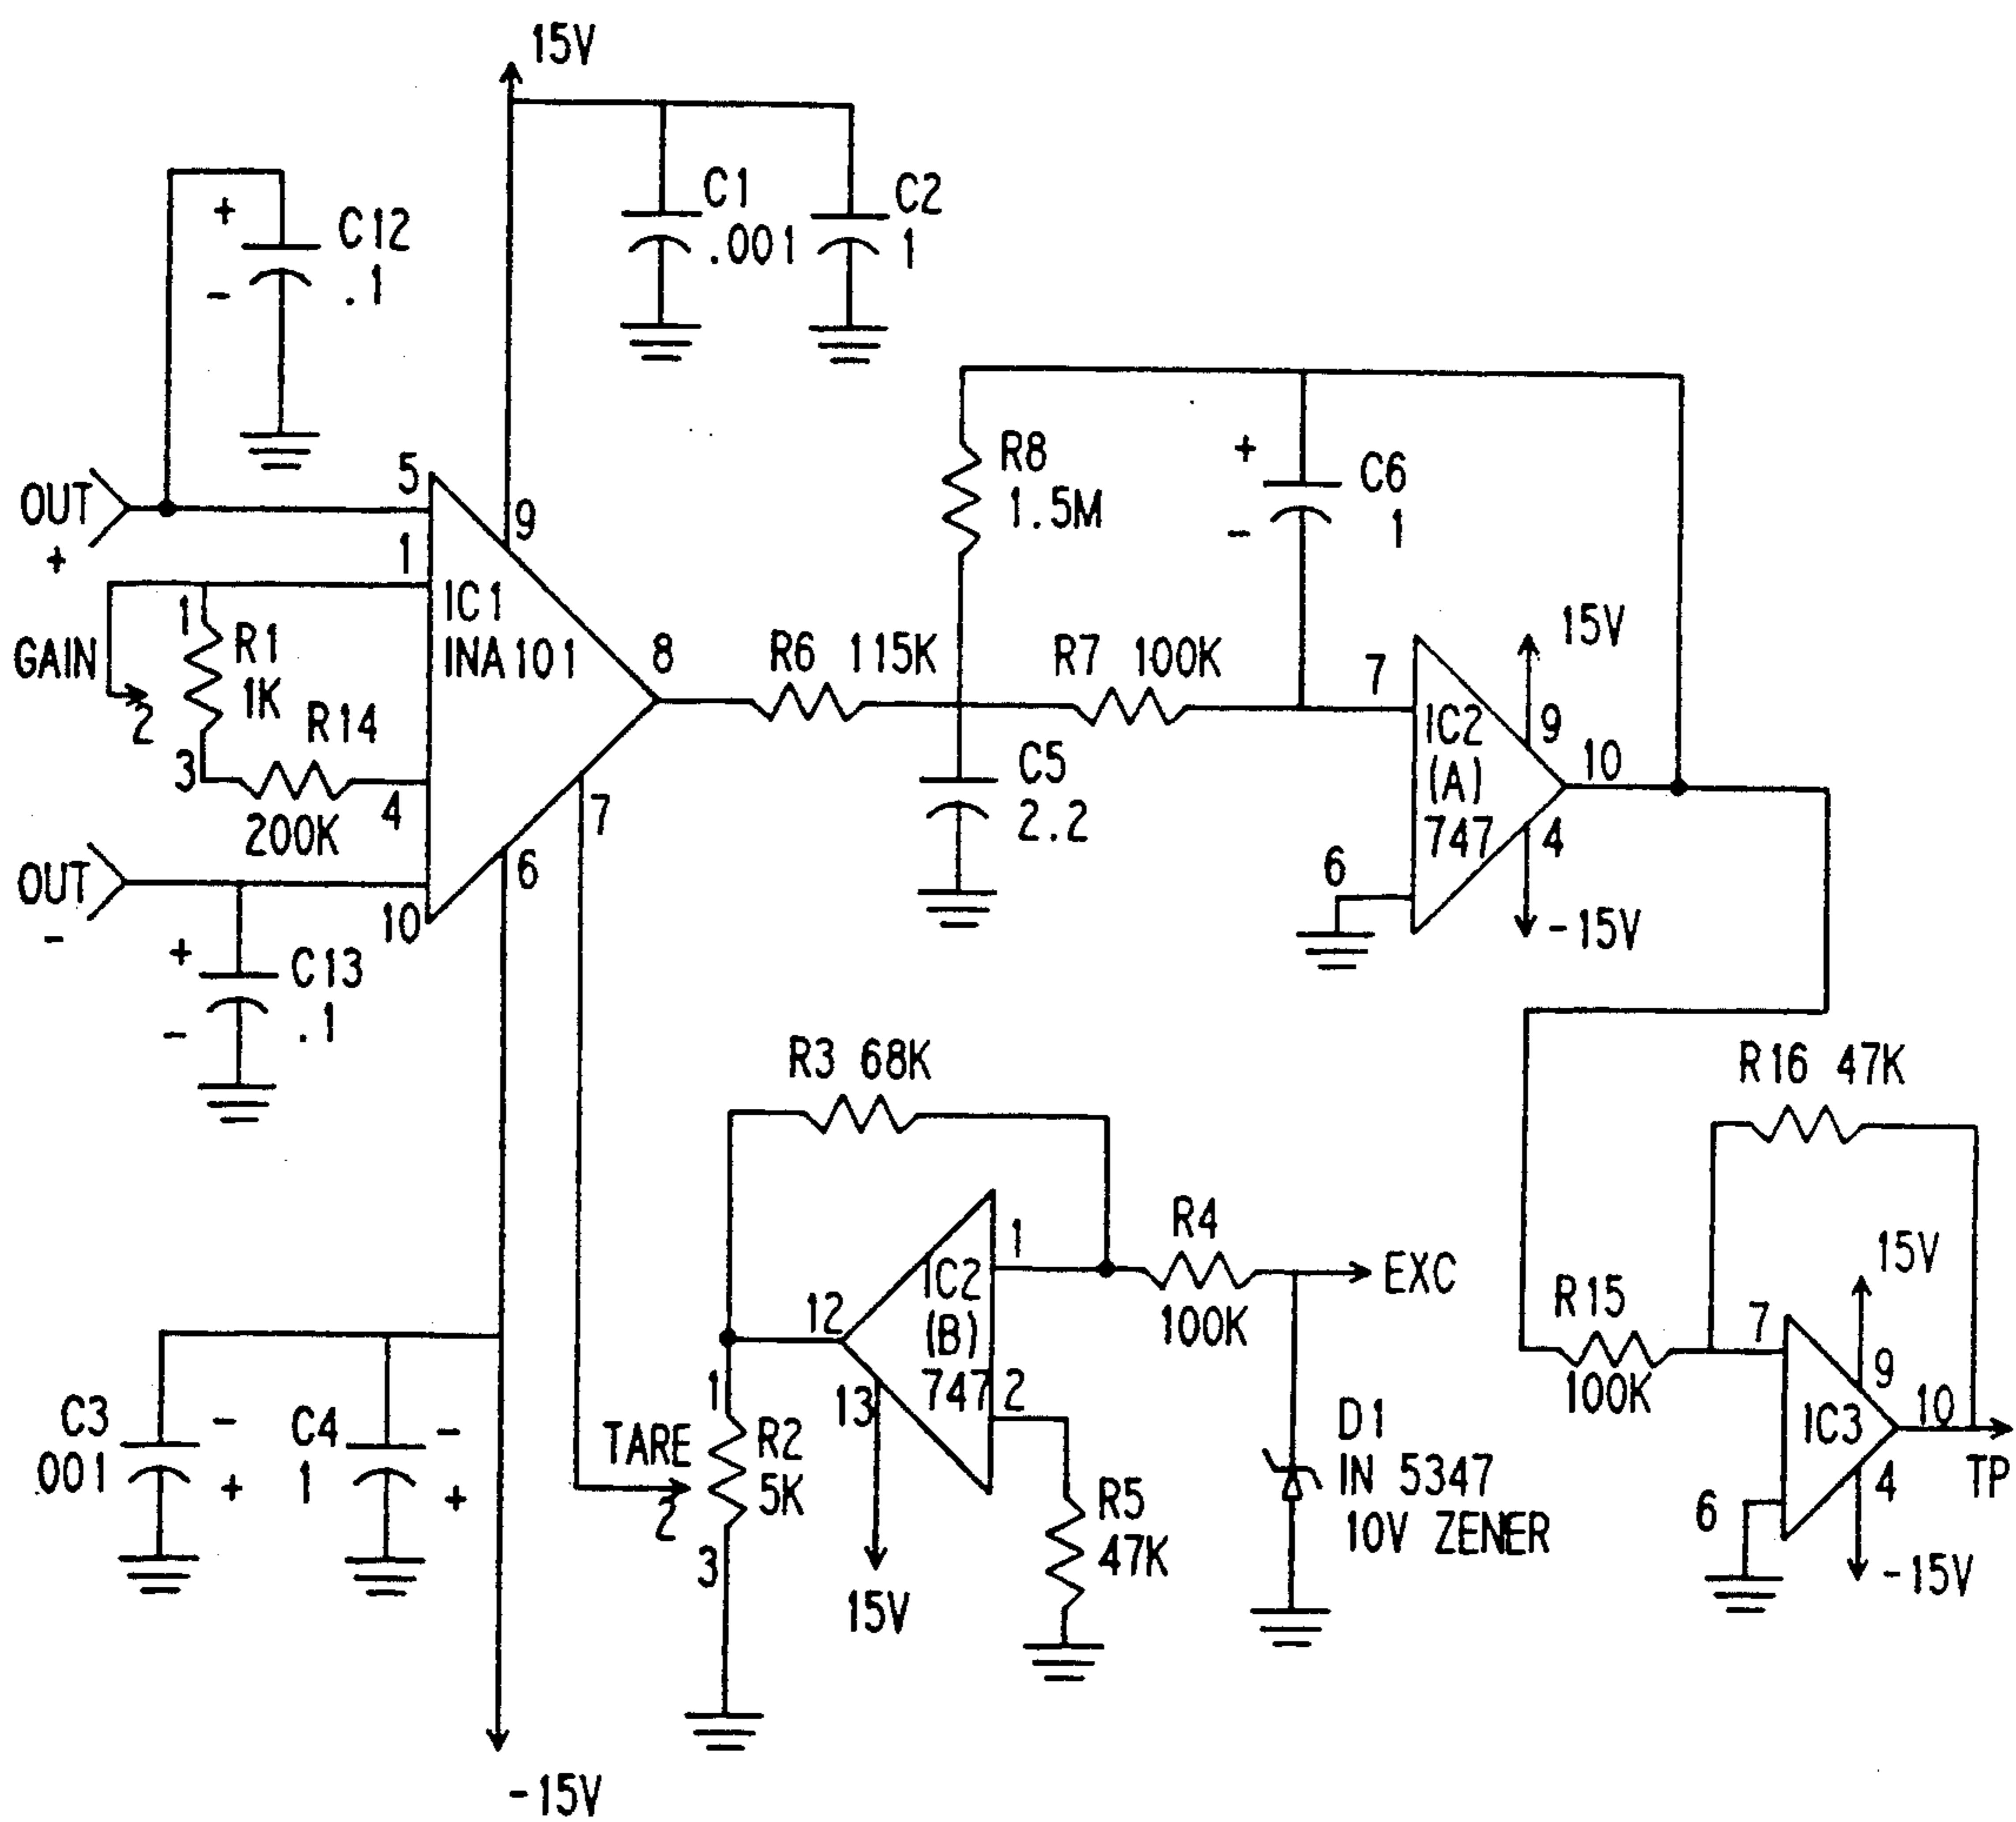 15V
C12
.1
+
-
C1
.001
C2
1
OUT
+
5
1
9
GAIN
1
R1
1K
2
3
R14
200K
4
IC1
INA101
8
7
6
OUT
-
10
+
C13
.1
-
R6 115K
R8
1.5M
R7 100K
+
C6
1
-
C5
2.2
7
IC2
(A)
747
15V
9
10
4
-15V
6
R3 68K
R4
100K
EXC
1
IC2
(B)
747
2
12
13
15V
1
TARE
2
R2
5K
3
R5
47K
D1
IN 5347
10V ZENER
R16 47K
R15
100K
7
15V
9
IC3
10
TP
4
-15V
6
C3
.001
-
+
C4
1
-
+
-15V